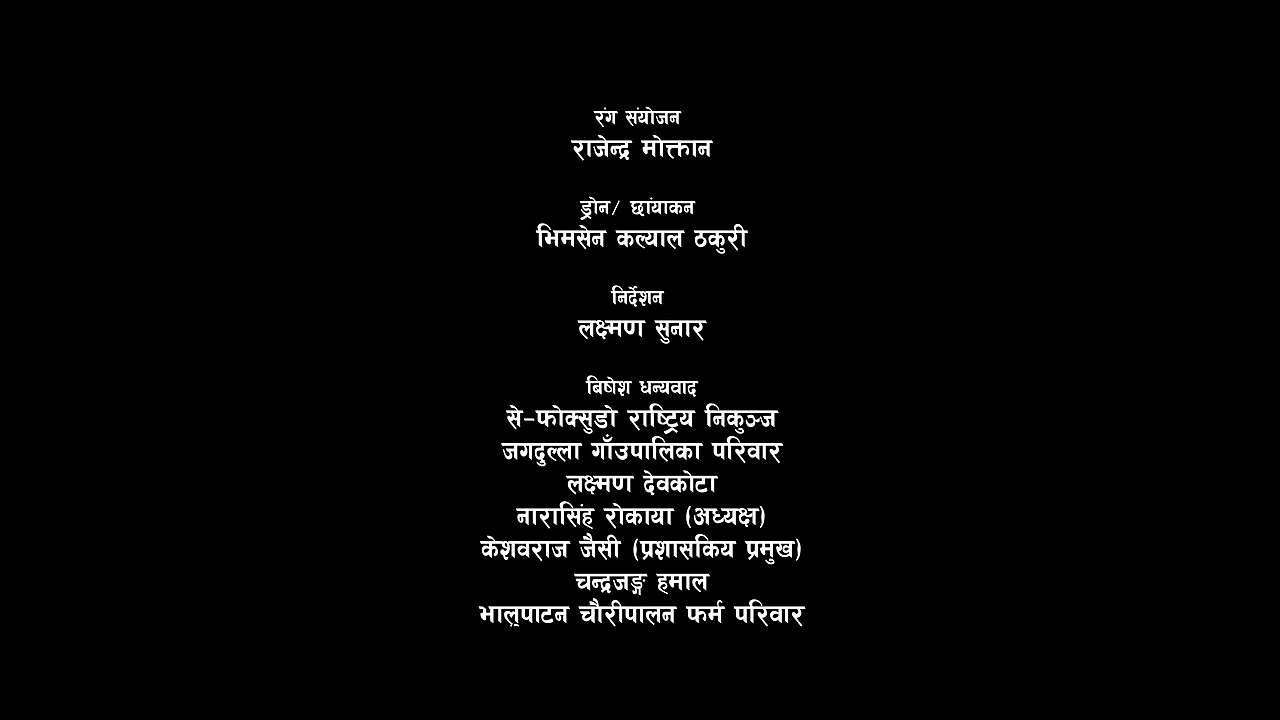 रंग संयोजन
राजेन्द्र मोक्तान
ड्रोन/ छांयाकन
भिमसेन कल्याल ठकुरी
निर्देशन
लक्ष्मण सुनार
बिषेश धन्यवाद
से-फोक्सुडो राष्ट्रिय निकुञ्ज
जगदुल्ला गाँउपालिका परिवार
लक्ष्मण देवकोटा
नारासिंह रोकाया (अध्यक्ष)
केशवराज जैसी (प्रशासकिय प्रमुख)
चन्द्रजङ्ग हमाल
भालुपाटन चौरीपालन फर्म परिवार